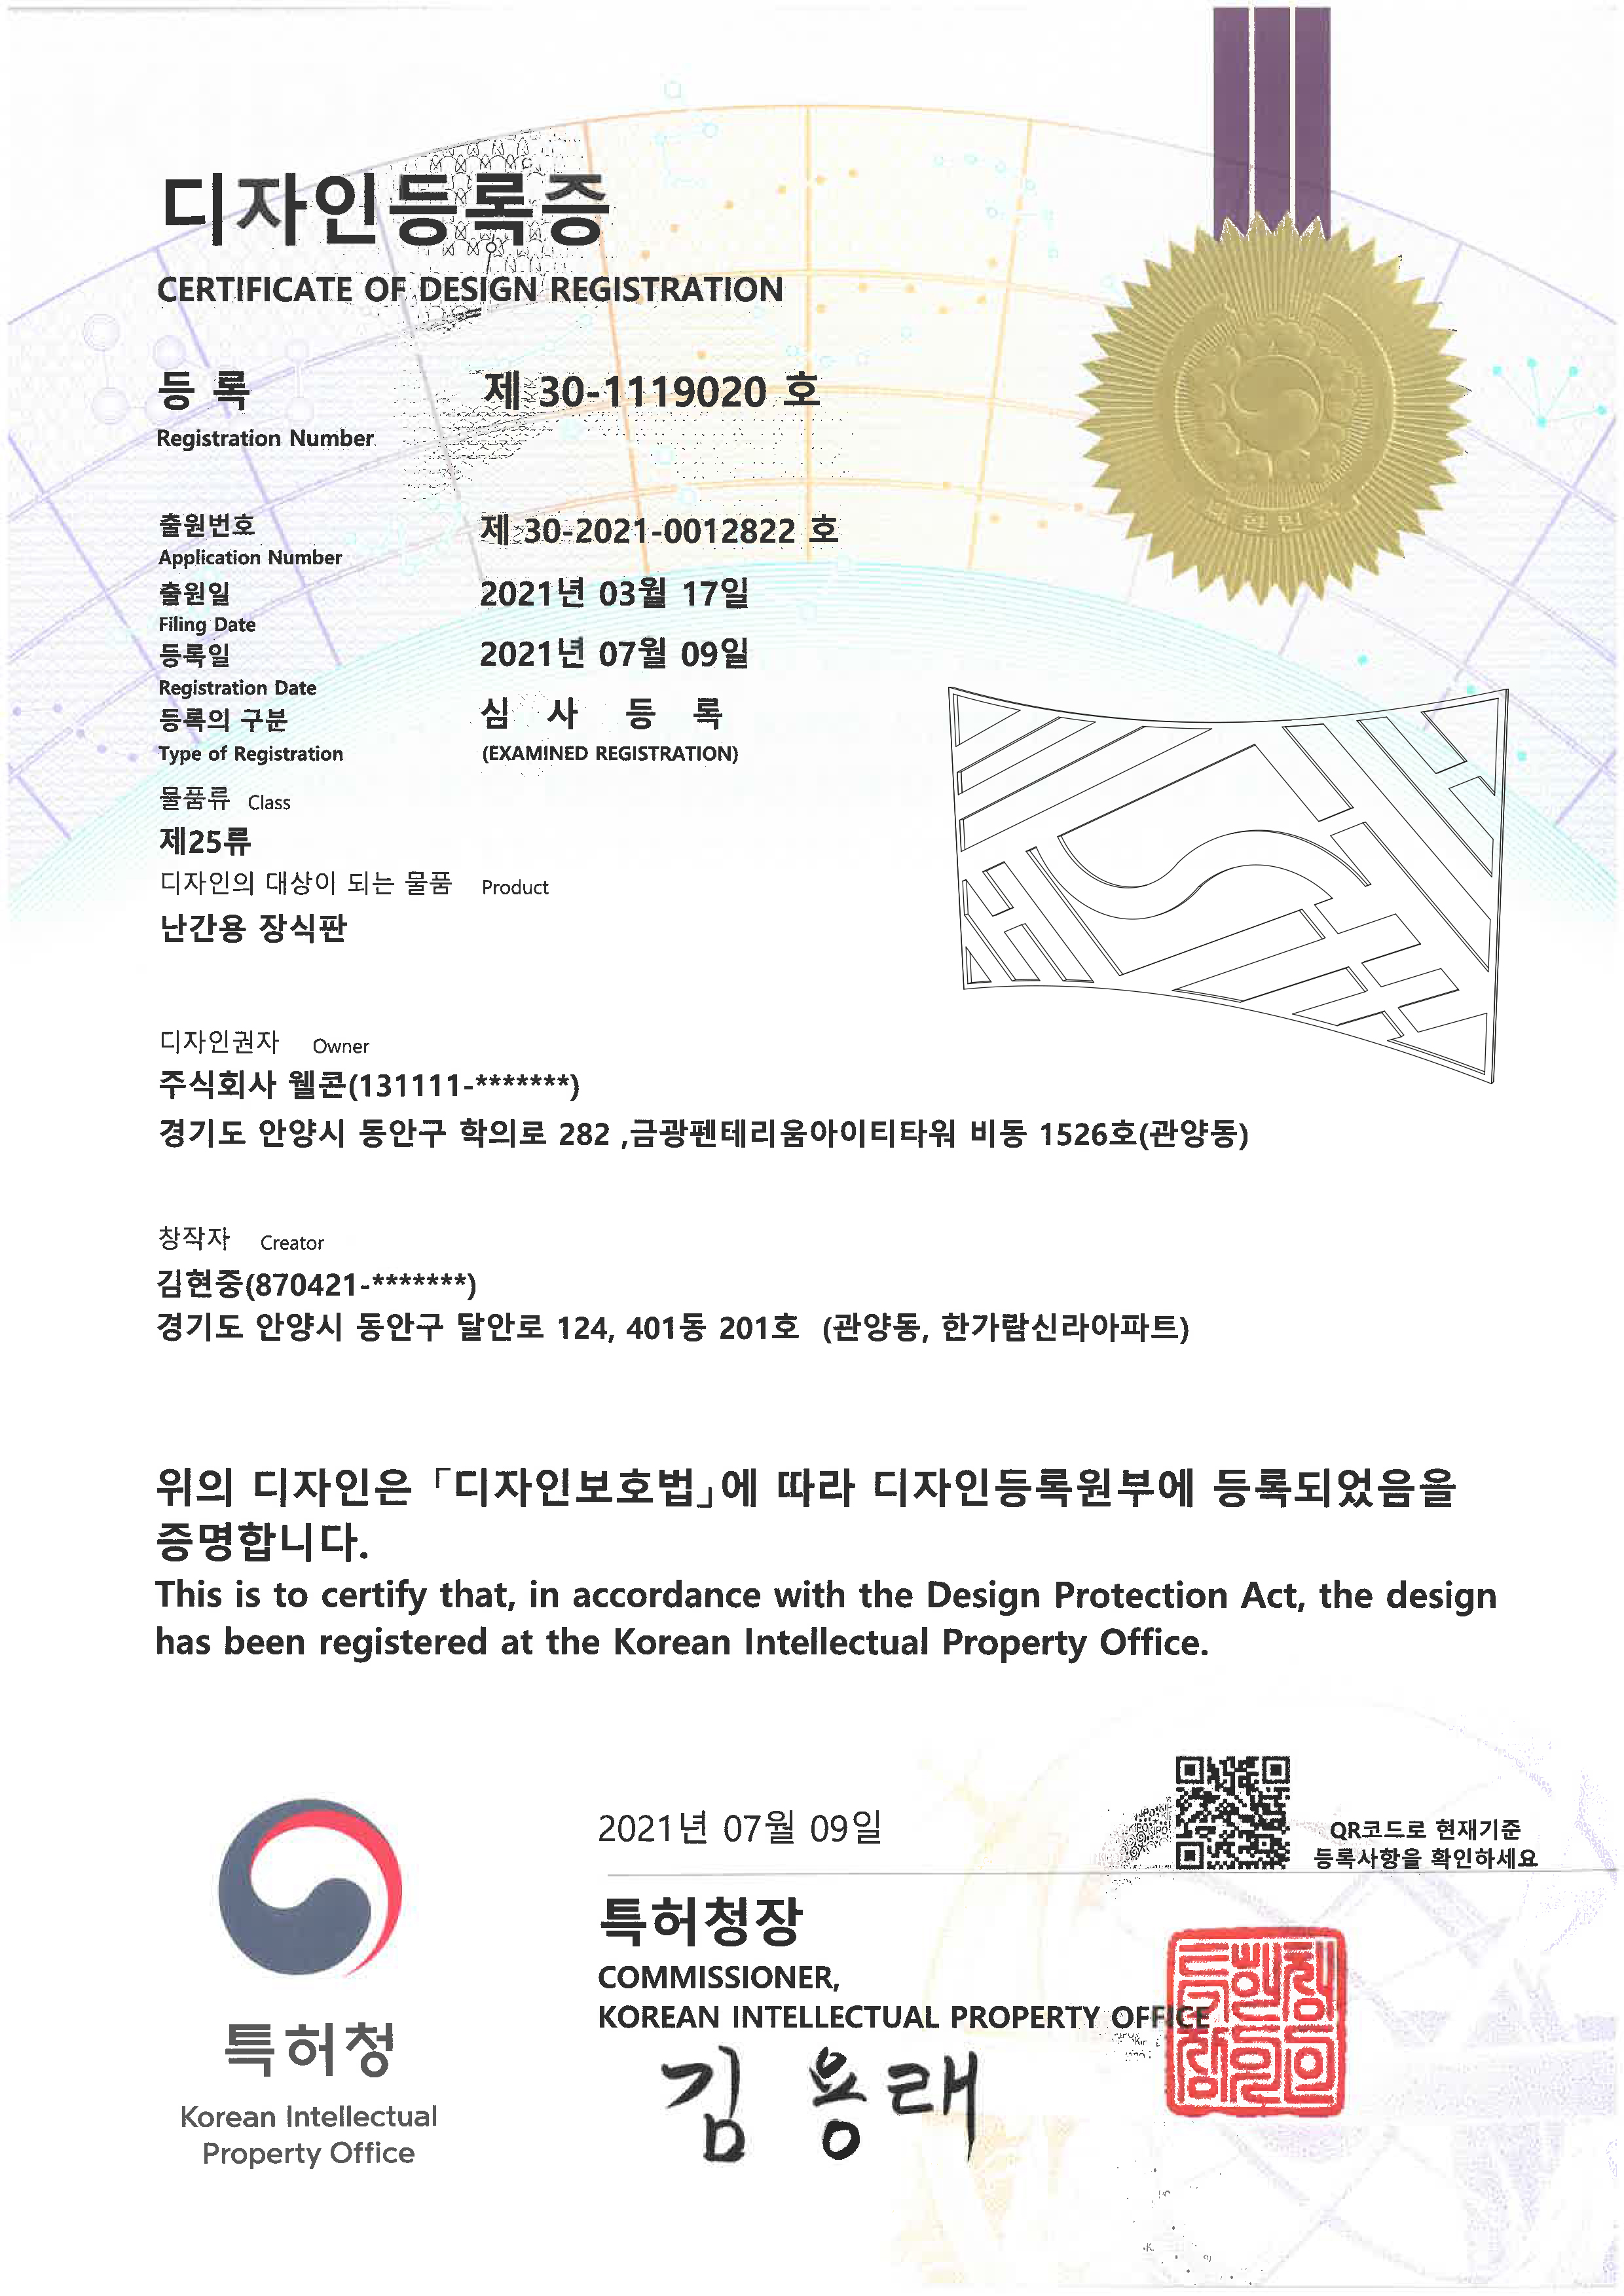 디자인등록증
CERTIFICATE OF DESIGN REGISTRATION
등 록 제 30-1119020 호
Registration Number
출원번호 제 30-2021-0012822 호
Application Number
출원일 2021년 03월 17일
Filing Date
등록일 2021년 07월 09일
Registration Date
등록의 구분 심 사 등 록
Type of Registration (EXAMINED REGISTRATION)
물품류 Class
제25류
디자인의 대상이 되는 물품 Product
난간용 장식판
디자인권자 Owner
주식회사 웰콘(131111-*******)
경기도 안양시 동안구 학의로 282 ,금광펜테리움아이티타워 비동 1526호(관양동)
창작자 Creator
김현중(870421-*******)
경기도 안양시 동안구 달안로 124, 401동 201호 (관양동, 한가람신라아파트)
위의 디자인은 「디자인보호법」에 따라 디자인등록원부에 등록되었음을
증명합니다.
This is to certify that, in accordance with the Design Protection Act, the design
has been registered at the Korean Intellectual Property Office.
2021년 07월 09일
QR코드로 현재기준
등록사항을 확인하세요
특허청장
COMMISSIONER,
KOREAN INTELLECTUAL PROPERTY OFFICE
김 용래
특허청
Korean Intellectual
Property Office